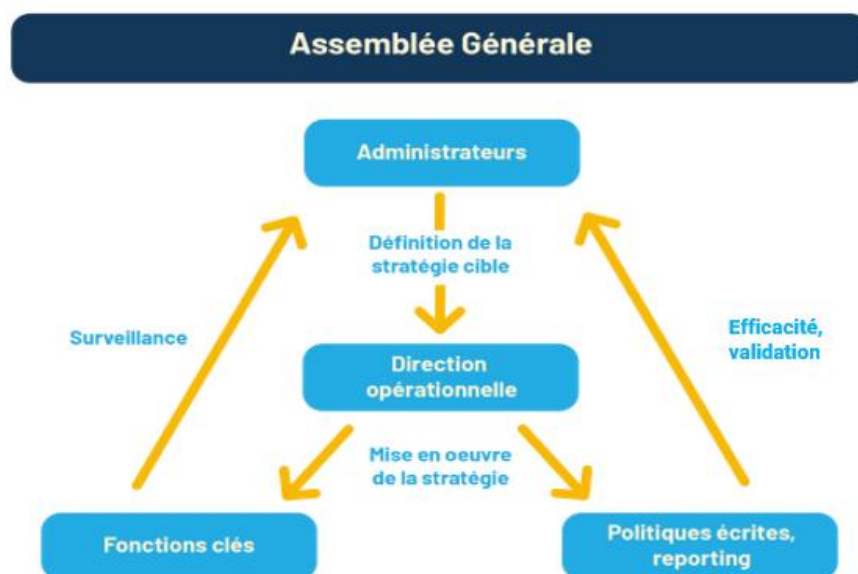 Assemblée Générale
Administrateurs
Définition de la
stratégie cible
Surveillance
Efficacité,
validation
Direction
opérationnelle
Mise en oeuvre
de la stratégie
Fonctions clés
Politiques écrites,
reporting